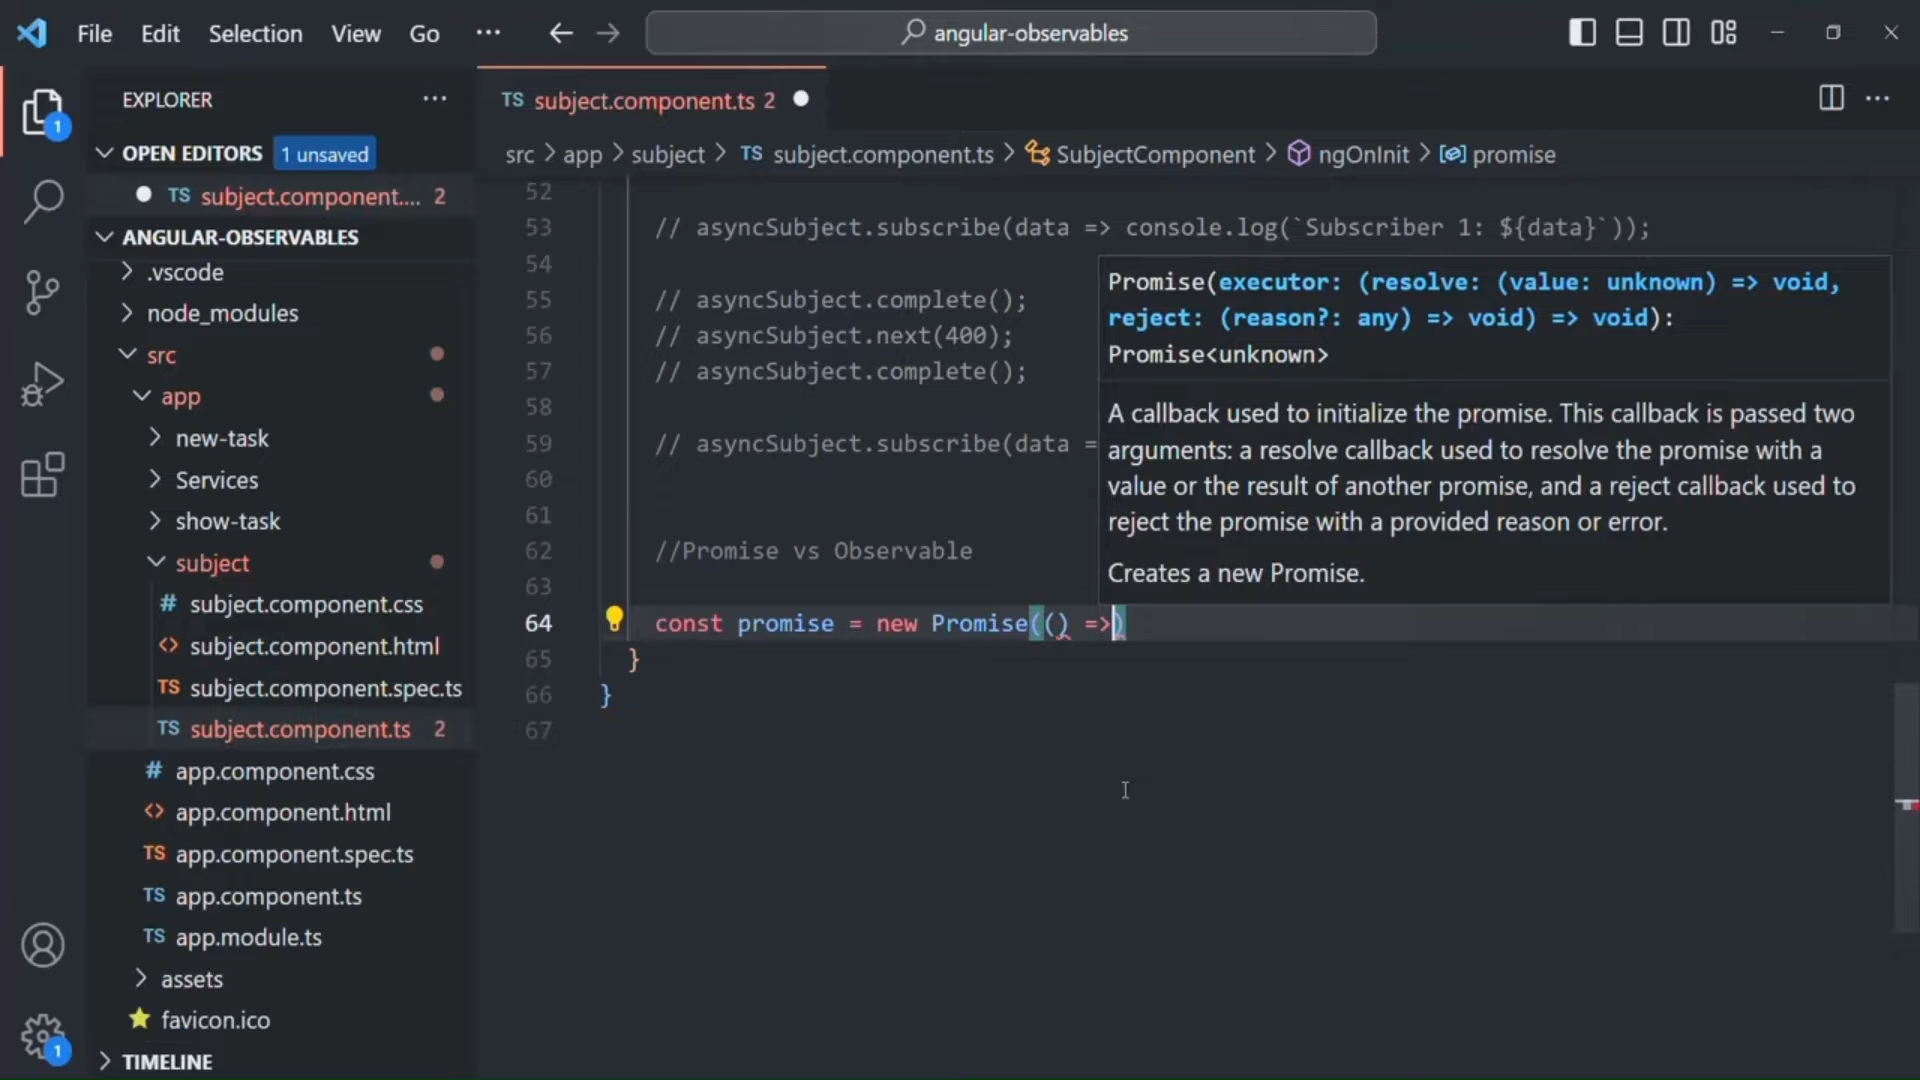 File Edit Selection View Go ··· angular-observables
EXPLORER ···
OPEN EDITORS 1 unsaved
TS subject.component.... 2
ANGULAR-OBSERVABLES
.vscode
node_modules
src
app
new-task
Services
show-task
subject
# subject.component.css
<> subject.component.html
TS subject.component.spec.ts
TS subject.component.ts 2
# app.component.css
<> app.component.html
TS app.component.spec.ts
TS app.component.ts
TS app.module.ts
assets
favicon.ico
TIMELINE
1
1
TS subject.component.ts 2
src > app > subject > TS subject.component.ts > SubjectComponent > ngOnInit > promise
52
53 // asyncSubject.subscribe(data => console.log(`Subscriber 1: ${data}`));
54
55 // asyncSubject.complete();
56 // asyncSubject.next(400);
57 // asyncSubject.complete();
58
59 // asyncSubject.subscribe(data =
60
61
62 //Promise vs Observable
63
64 const promise = new Promise(() =>)
65 }
66 }
67
Promise(executor: (resolve: (value: unknown) => void,
reject: (reason?: any) => void) => void):
Promise<unknown>
A callback used to initialize the promise. This callback is passed two
arguments: a resolve callback used to resolve the promise with a
value or the result of another promise, and a reject callback used to
reject the promise with a provided reason or error.
Creates a new Promise.